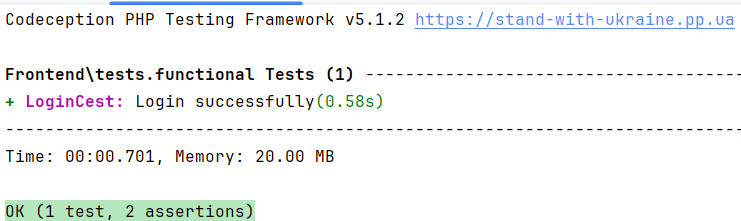 Codeception PHP Testing Framework v5.1.2 https://stand-with-ukraine.pp.ua
Frontend\tests.functional Tests (1) --------------------------------------
+ LoginCest: Login successfully(0.58s)
--------------------------------------------------------------------------
Time: 00:00.701, Memory: 20.00 MB
OK (1 test, 2 assertions)